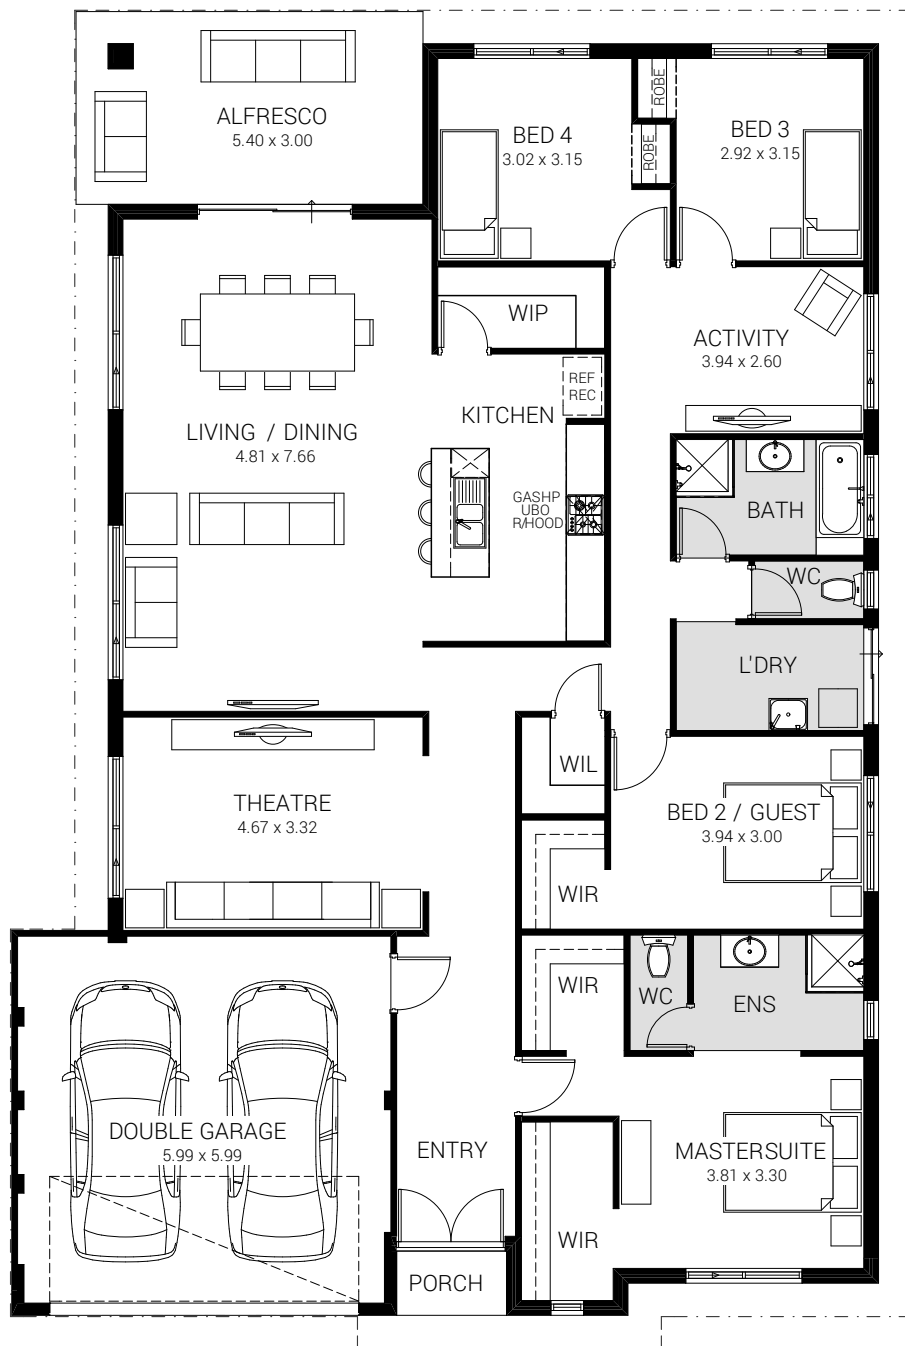 ALFRESCO
5.40 x 3.00
BED 4
3.02 x 3.15
ROBE
ROBE
BED 3
2.92 x 3.15
WIP
ACTIVITY
3.94 x 2.60
REF
REC
KITCHEN
LIVING / DINING
4.81 x 7.66
GASHP
UBO
R/HOOD
BATH
WC
L'DRY
WIL
THEATRE
4.67 x 3.32
BED 2 / GUEST
3.94 x 3.00
WIR
WIR
WC
ENS
DOUBLE GARAGE
5.99 x 5.99
ENTRY
MASTERSUITE
3.81 x 3.30
WIR
PORCH